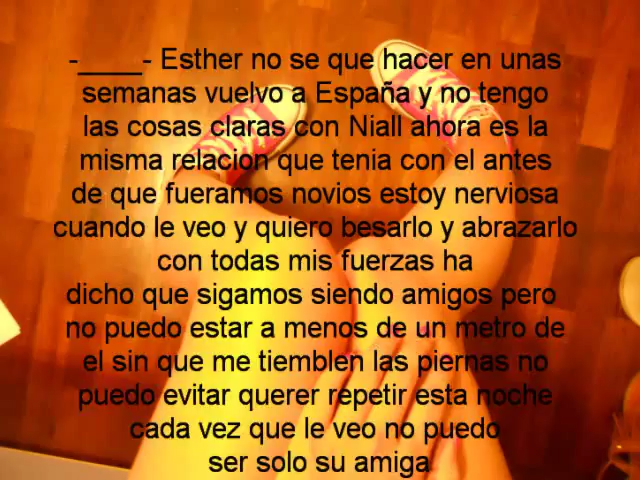 -____- Esther no se que hacer en unas
semanas vuelvo a España y no tengo
las cosas claras con Niall ahora es la
misma relacion que tenia con el antes
de que fueramos novios estoy nerviosa
cuando le veo y quiero besarlo y abrazarlo
con todas mis fuerzas ha
dicho que sigamos siendo amigos pero
no puedo estar a menos de un metro de
el sin que me tiemblen las piernas no
puedo evitar querer repetir esta noche
cada vez que le veo no puedo
ser solo su amiga